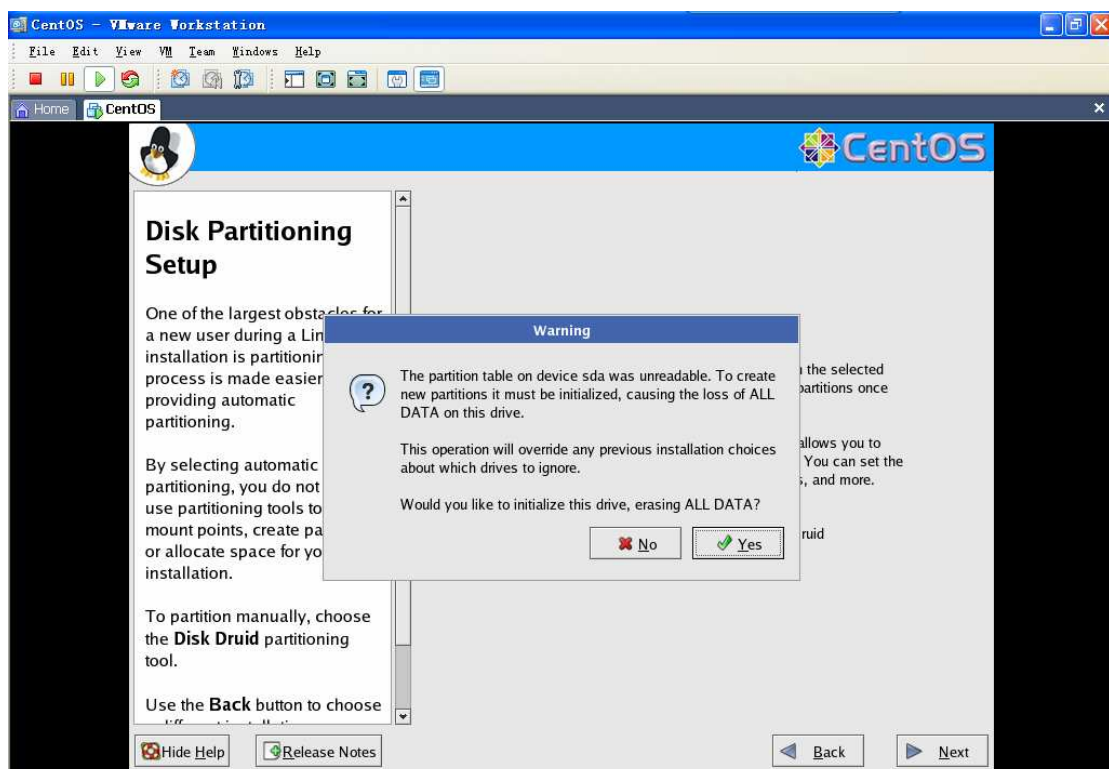 CentOS - VMware Workstation
File Edit View VM Team Windows Help
Home CentOS
CentOS
Disk Partitioning
Setup
One of the largest obstacles for
a new user during a Lin
installation is partitionin
process is made easier
providing automatic
partitioning.
By selecting automatic
partitioning, you do not
use partitioning tools to
mount points, create pa
or allocate space for yo
installation.
To partition manually, choose
the Disk Druid partitioning
tool.
Use the Back button to choose
Warning
The partition table on device sda was unreadable. To create
new partitions it must be initialized, causing the loss of ALL
DATA on this drive.
This operation will override any previous installation choices
about which drives to ignore.
Would you like to initialize this drive, erasing ALL DATA?
No Yes
the selected
partitions once
allows you to
You can set the
s, and more.
ruid
Hide Help Release Notes Back Next